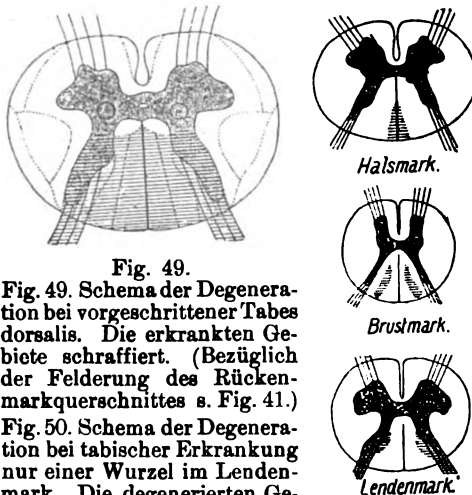 Fig. 49.
Fig. 49. Schema der Degenera-
tion bei vorgeschrittener Tabes
dorsalis. Die erkrankten Ge-
biete schraffiert. (Bezüglich
der Felderung des Rücken-
markquerschnittes s. Fig. 41.)
Fig. 50. Schema der Degenera-
tion bei tabischer Erkrankung
nur einer Wurzel im Lenden-
mark. Die degenerierten Ge-
Halsmark.
Brustmark.
Lendenmark.